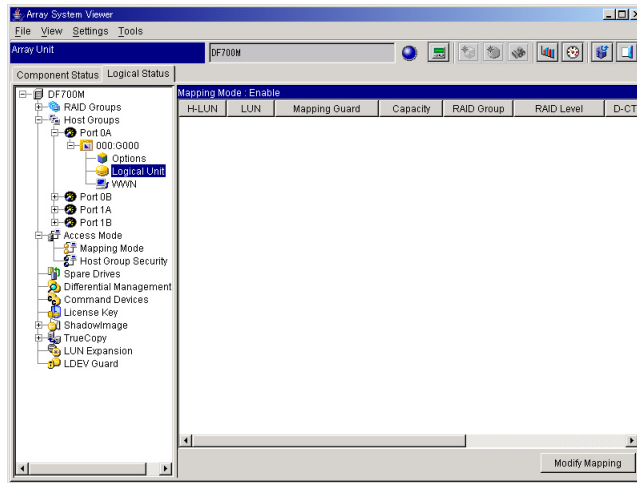 Array System Viewer
File View Settings Tools
Array Unit
DF700M
Component Status Logical Status
DF700M
RAID Groups
Host Groups
Port 0A
000:G000
Options
Logical Unit
WWN
Port 0B
Port 1A
Port 1B
Access Mode
Mapping Mode
Host Group Security
Spare Drives
Differential Management
Command Devices
License Key
ShadowImage
TrueCopy
LUN Expansion
LDEV Guard
Mapping Mode : Enable
H-LUN LUN Mapping Guard Capacity RAID Group RAID Level D-CT
Modify Mapping